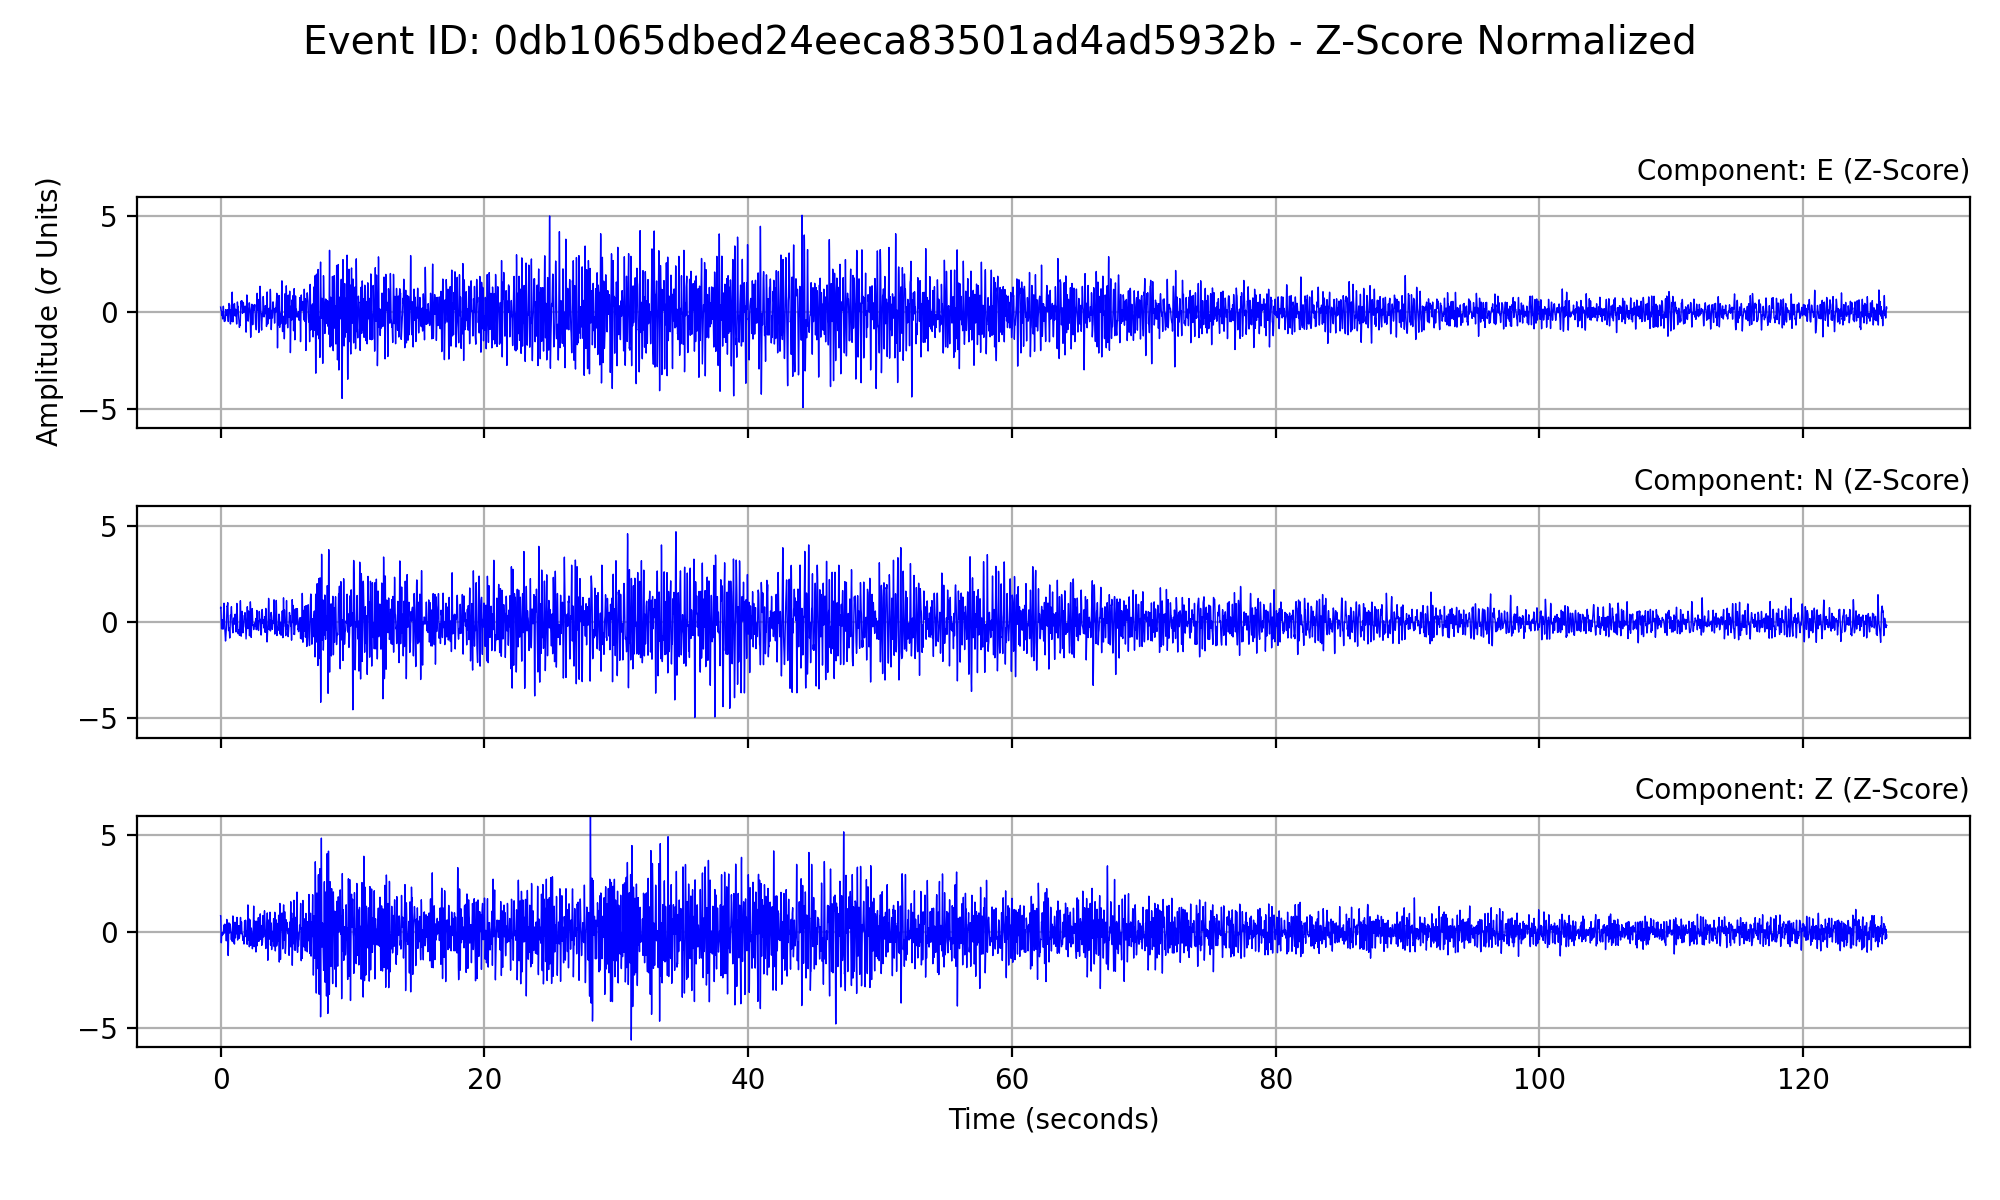 Event ID: 0db1065dbed24eeca83501ad4ad5932b - Z-Score Normalized
Component: E (Z-Score)
Amplitude (σ Units)
5
0
−5
Component: N (Z-Score)
5
0
−5
Component: Z (Z-Score)
5
0
−5
0 20 40 60 80 100 120
Time (seconds)